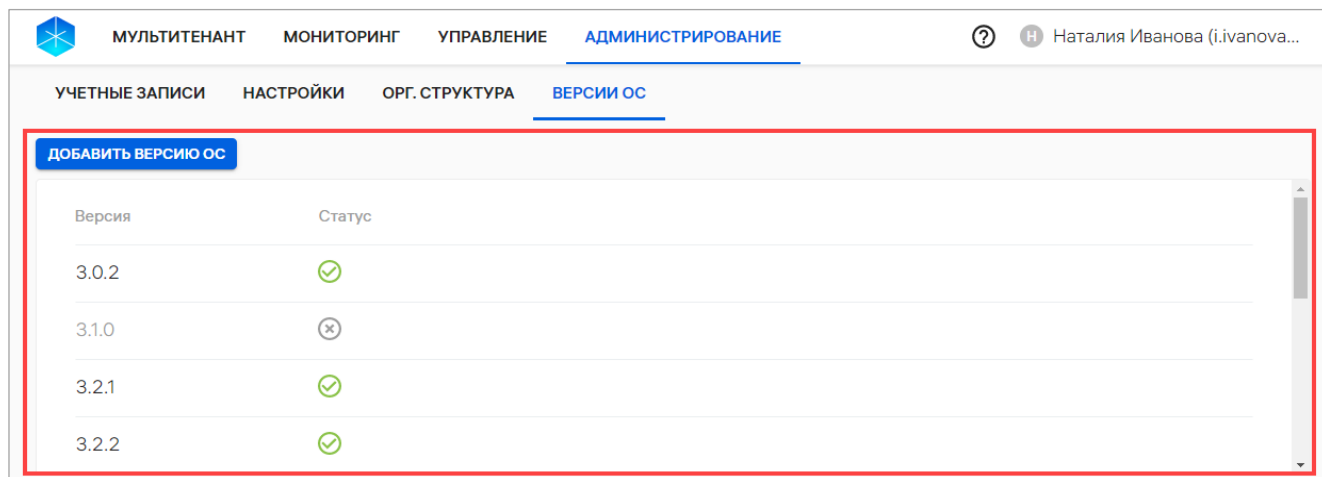 МУЛЬТИТЕНАНТ МОНИТОРИНГ УПРАВЛЕНИЕ АДМИНИСТРИРОВАНИЕ Н Наталия Иванова (i.ivanova...
УЧЕТНЫЕ ЗАПИСИ НАСТРОЙКИ ОРГ. СТРУКТУРА ВЕРСИИ ОС
ДОБАВИТЬ ВЕРСИЮ ОС
Версия Статус
3.0.2
3.1.0
3.2.1
3.2.2